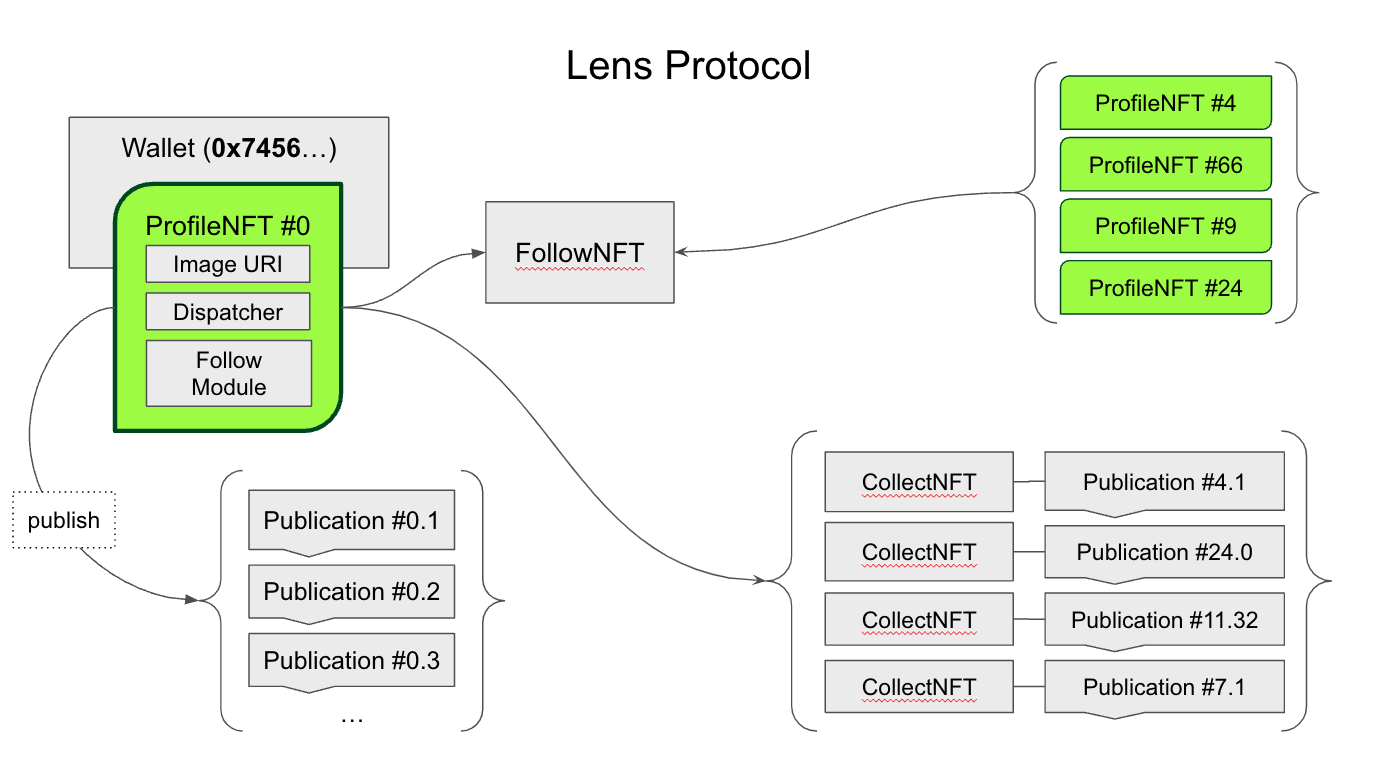 Lens Protocol
Wallet (0x7456…)
ProfileNFT #0
Image URI
Dispatcher
Follow
Module
FollowNFT
ProfileNFT #4
ProfileNFT #66
ProfileNFT #9
ProfileNFT #24
publish
Publication #0.1
Publication #0.2
Publication #0.3
…
CollectNFT
Publication #4.1
CollectNFT
Publication #24.0
CollectNFT
Publication #11.32
CollectNFT
Publication #7.1